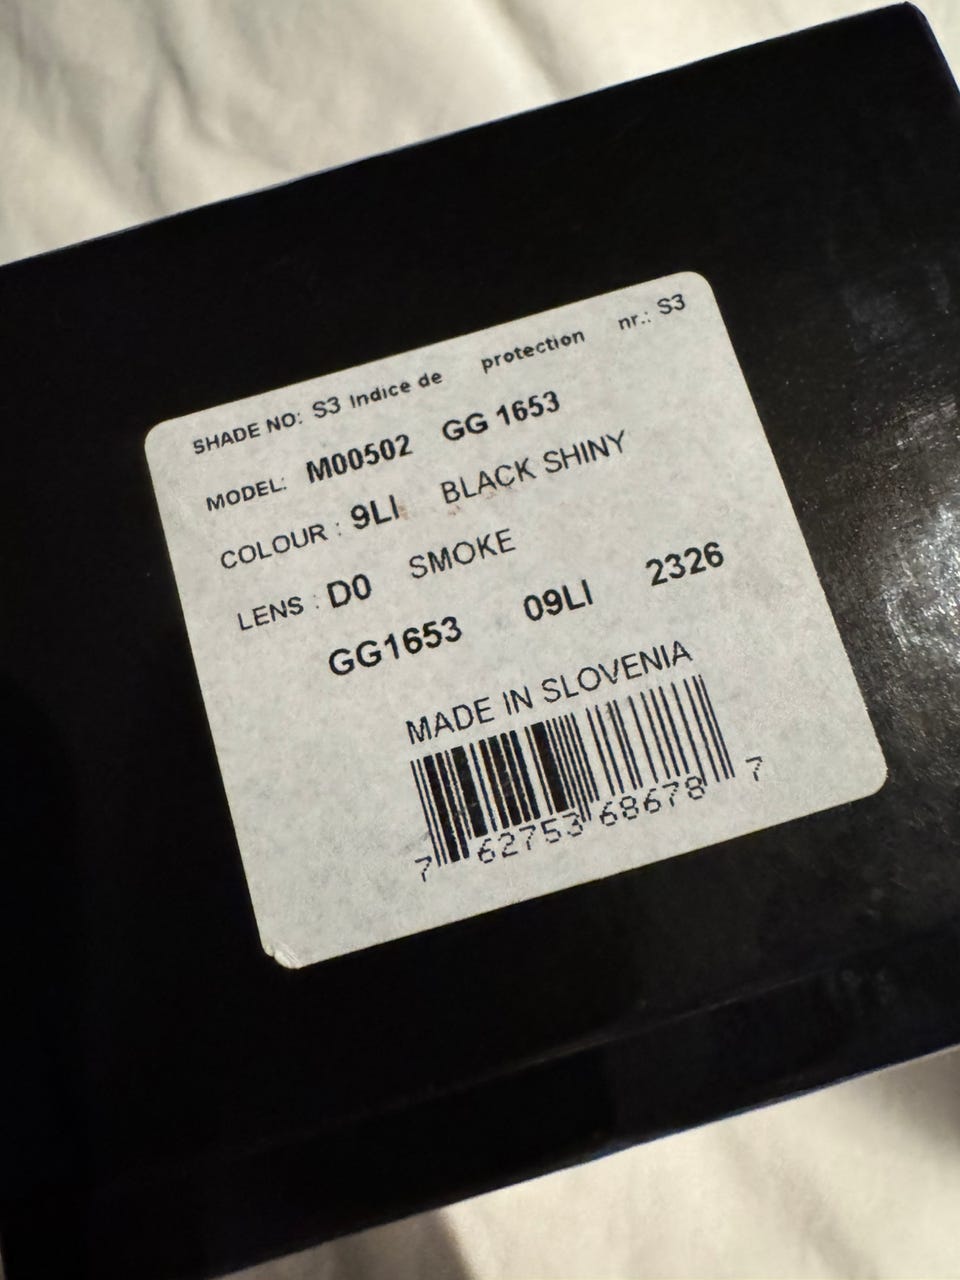 SHADE NO: S3 Indice de protection nr.: S3
MODEL: M00502 GG 1653
COLOUR : 9LI BLACK SHINY
LENS : D0 SMOKE
GG1653 09LI 2326
MADE IN SLOVENIA
7 62753 68678 7